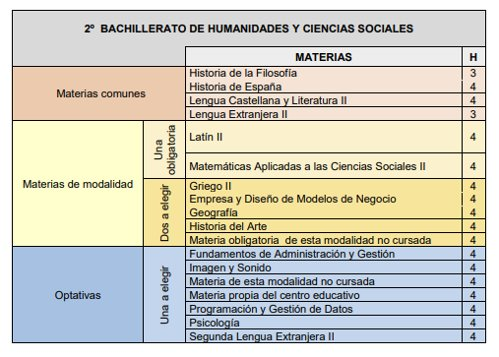 2º BACHILLERATO DE HUMANIDADES Y CIENCIAS SOCIALES
MATERIAS H
Materias comunes
Historia de la Filosofía 3
Historia de España 4
Lengua Castellana y Literatura II 4
Lengua Extranjera II 3
Materias de modalidad
Una obligatoria
Latín II 4
Matemáticas Aplicadas a las Ciencias Sociales II 4
Dos a elegir
Griego II 4
Empresa y Diseño de Modelos de Negocio 4
Geografía 4
Historia del Arte 4
Materia obligatoria de esta modalidad no cursada 4
Optativas
Una a elegir
Fundamentos de Administración y Gestión 4
Imagen y Sonido 4
Materia de esta modalidad no cursada 4
Materia propia del centro educativo 4
Programación y Gestión de Datos 4
Psicología 4
Segunda Lengua Extranjera II 4